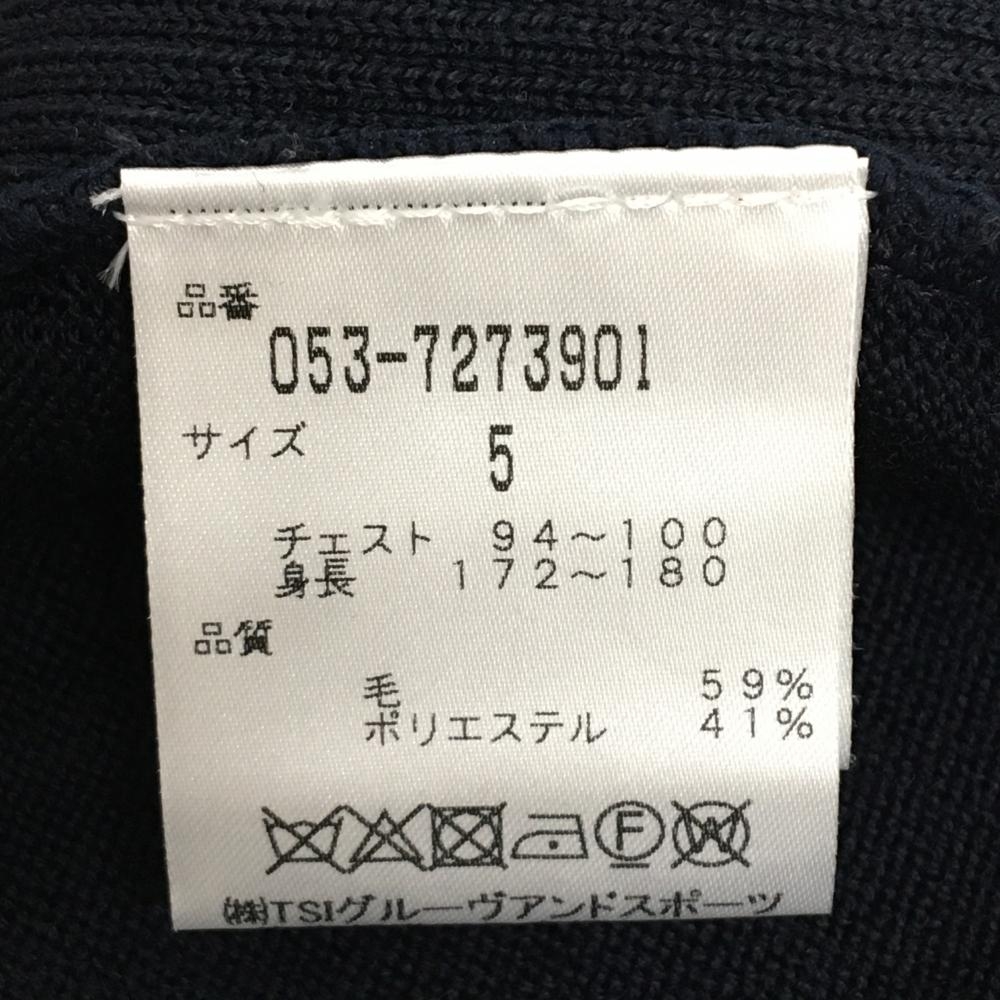 品番
053-7273901
サイズ 5
チェスト 94～100
身長 172～180
品質
毛 59%
ポリエステル 41%
F W
㈱TSIグルーヴアンドスポーツ